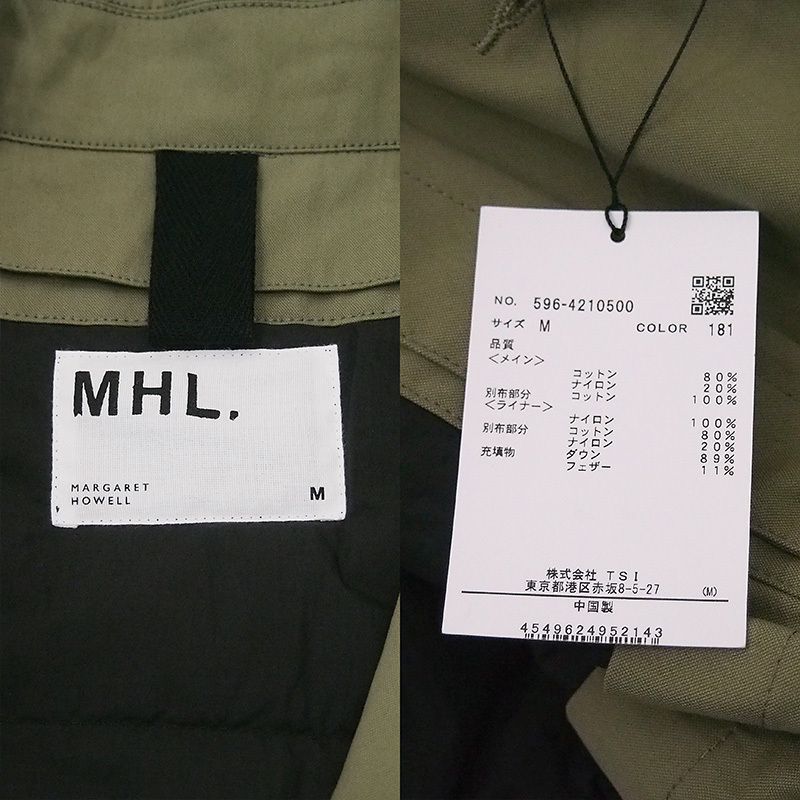 MHL.
MARGARET
HOWELL
M
NO. 596-4210500
サイズ M COLOR 181
品質
<メイン>
コットン 80%
ナイロン 20%
別布部分 コットン 100%
<ライナー>
ナイロン 100%
別布部分 コットン 80%
ナイロン 20%
充填物 ダウン 89%
フェザー 11%
株式会社 TSI
東京都港区赤坂8-5-27 (M)
中国製
4549624952143